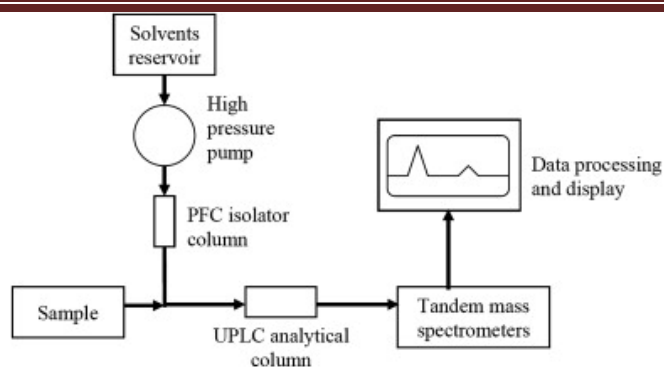 Solvents
reservoir
High
pressure
pump
PFC isolator
column
Data processing
and display
Sample
UPLC analytical
column
Tandem mass
spectrometers